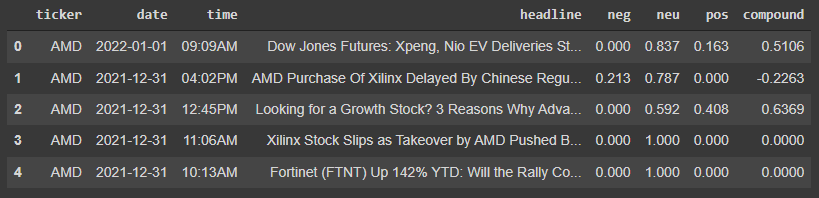 ticker date time headline neg neu pos compound
0 AMD 2022-01-01 09:09AM Dow Jones Futures: Xpeng, Nio EV Deliveries St... 0.000 0.837 0.163 0.5106
1 AMD 2021-12-31 04:02PM AMD Purchase Of Xilinx Delayed By Chinese Regu... 0.213 0.787 0.000 -0.2263
2 AMD 2021-12-31 12:45PM Looking for a Growth Stock? 3 Reasons Why Adva... 0.000 0.592 0.408 0.6369
3 AMD 2021-12-31 11:06AM Xilinx Stock Slips as Takeover by AMD Pushed B... 0.000 1.000 0.000 0.0000
4 AMD 2021-12-31 10:13AM Fortinet (FTNT) Up 142% YTD: Will the Rally Co... 0.000 1.000 0.000 0.0000